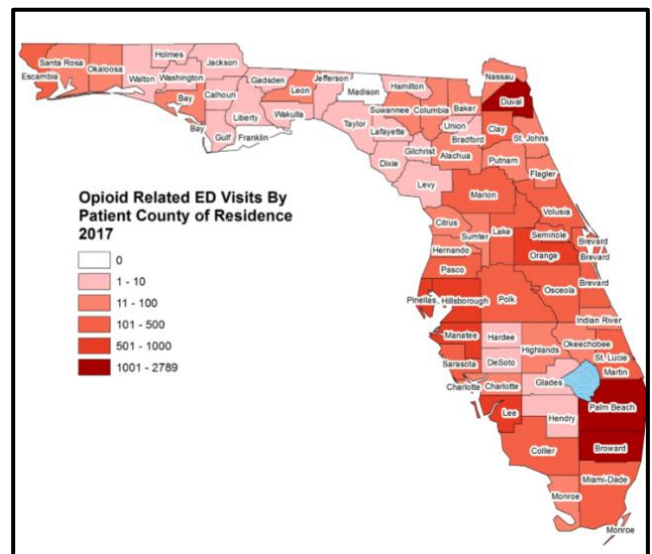 Holmes
Jackson
Santa Rosa
Okaloosa
Escambia
Walton
Washington
Bay
Calhoun
Gadsden
Leon
Jefferson
Madison
Hamilton
Nassau
Duval
Liberty
Wakulla
Taylor
Suwannee
Columbia
Baker
Bay
Gulf
Franklin
Lafayette
Union
Bradford
Clay
St. Johns
Gilchrist
Alachua
Putnam
Dixie
Flagler
Levy
Marion
Volusia
Opioid Related ED Visits By
Patient County of Residence
2017
0
1 - 10
11 - 100
101 - 500
501 - 1000
1001 - 2789
Citrus
Sumter
Lake
Seminole
Brevard
Hernando
Orange
Brevard
Pasco
Osceola
Brevard
Pinellas
Hillsborough
Polk
Indian River
Manatee
Hardee
Okeechobee
Highlands
St. Lucie
Sarasota
DeSoto
Martin
Charlotte
Charlotte
Glades
Lee
Hendry
Palm Beach
Broward
Collier
Miami-Dade
Monroe
Monroe